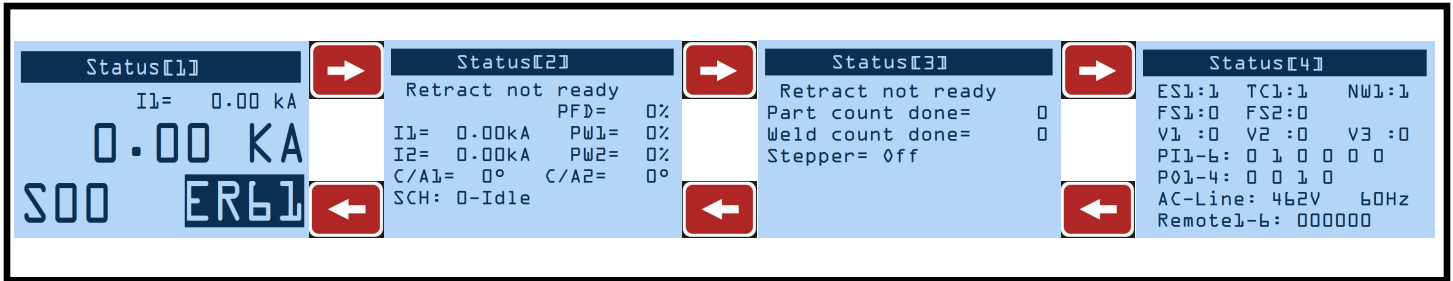 Status[1]
I1= 0.00 kA
0.00 KA
S00 ER61
Status[2]
Retract not ready
PFD= 0%
I1= 0.00kA PW1= 0%
I2= 0.00kA PW2= 0%
C/A1= 0° C/A2= 0°
SCH: 0-Idle
Status[3]
Retract not ready
Part count done= 0
Weld count done= 0
Stepper= Off
Status[4]
ES1:1 TC1:1 NW1:1
FS1:0 FS2:0
V1 :0 V2 :0 V3 :0
PI1-6: 0 1 0 0 0 0
PO1-4: 0 0 1 0
AC-Line: 462V 60Hz
Remote1-6: 000000